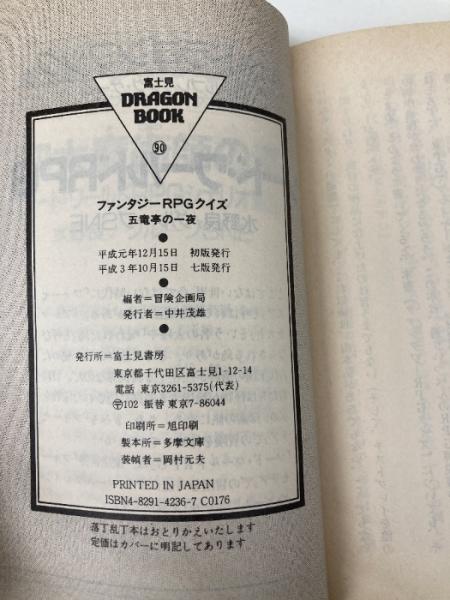 富士見
DRAGON
BOOK
90
ファンタジーRPGクイズ
五竜亭の一夜
●
平成元年12月15日 初版発行
平成3年10月15日 七版発行
●
編者=冒険企画局
発行者=中井茂雄
●
発行所=富士見書房
東京都千代田区富士見1-12-14
電話 東京3261-5375(代表)
〒102 振替 東京7-86044
印刷所=旭印刷
製本所=多摩文庫
装幀者=岡村元夫
PRINTED IN JAPAN
ISBN4-8291-4236-7 C0176
落丁乱丁本はおとりかえいたします
定価はカバーに明記してあります